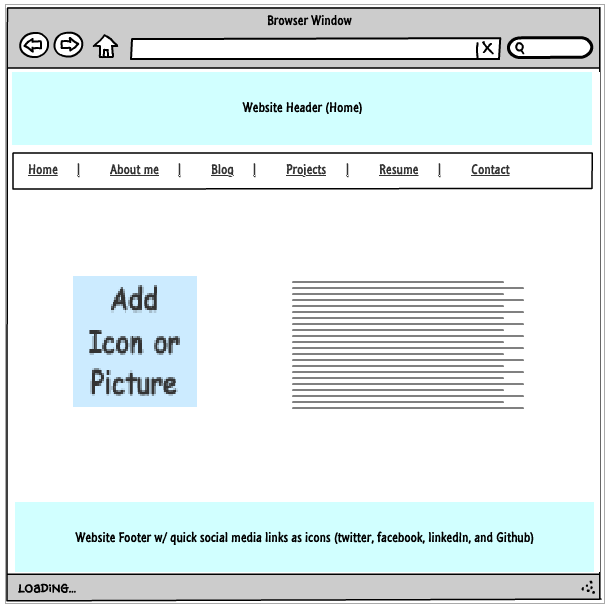 Browser Window
X
Website Header (Home)
Home | About me | Blog | Projects | Resume | Contact
Add
Icon or
Picture
Website Footer w/ quick social media links as icons (twitter, facebook, linkedIn, and Github)
LOADING...